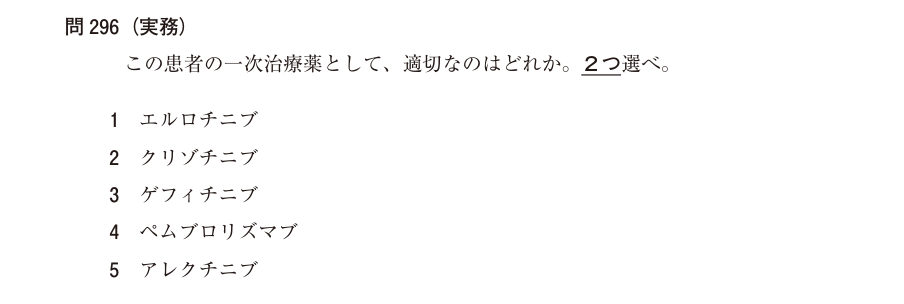 問 296（実務）
この患者の一次治療薬として、適切なのはどれか。２つ選べ。
1 エルロチニブ
2 クリゾチニブ
3 ゲフィチニブ
4 ペムブロリズマブ
5 アレクチニブ